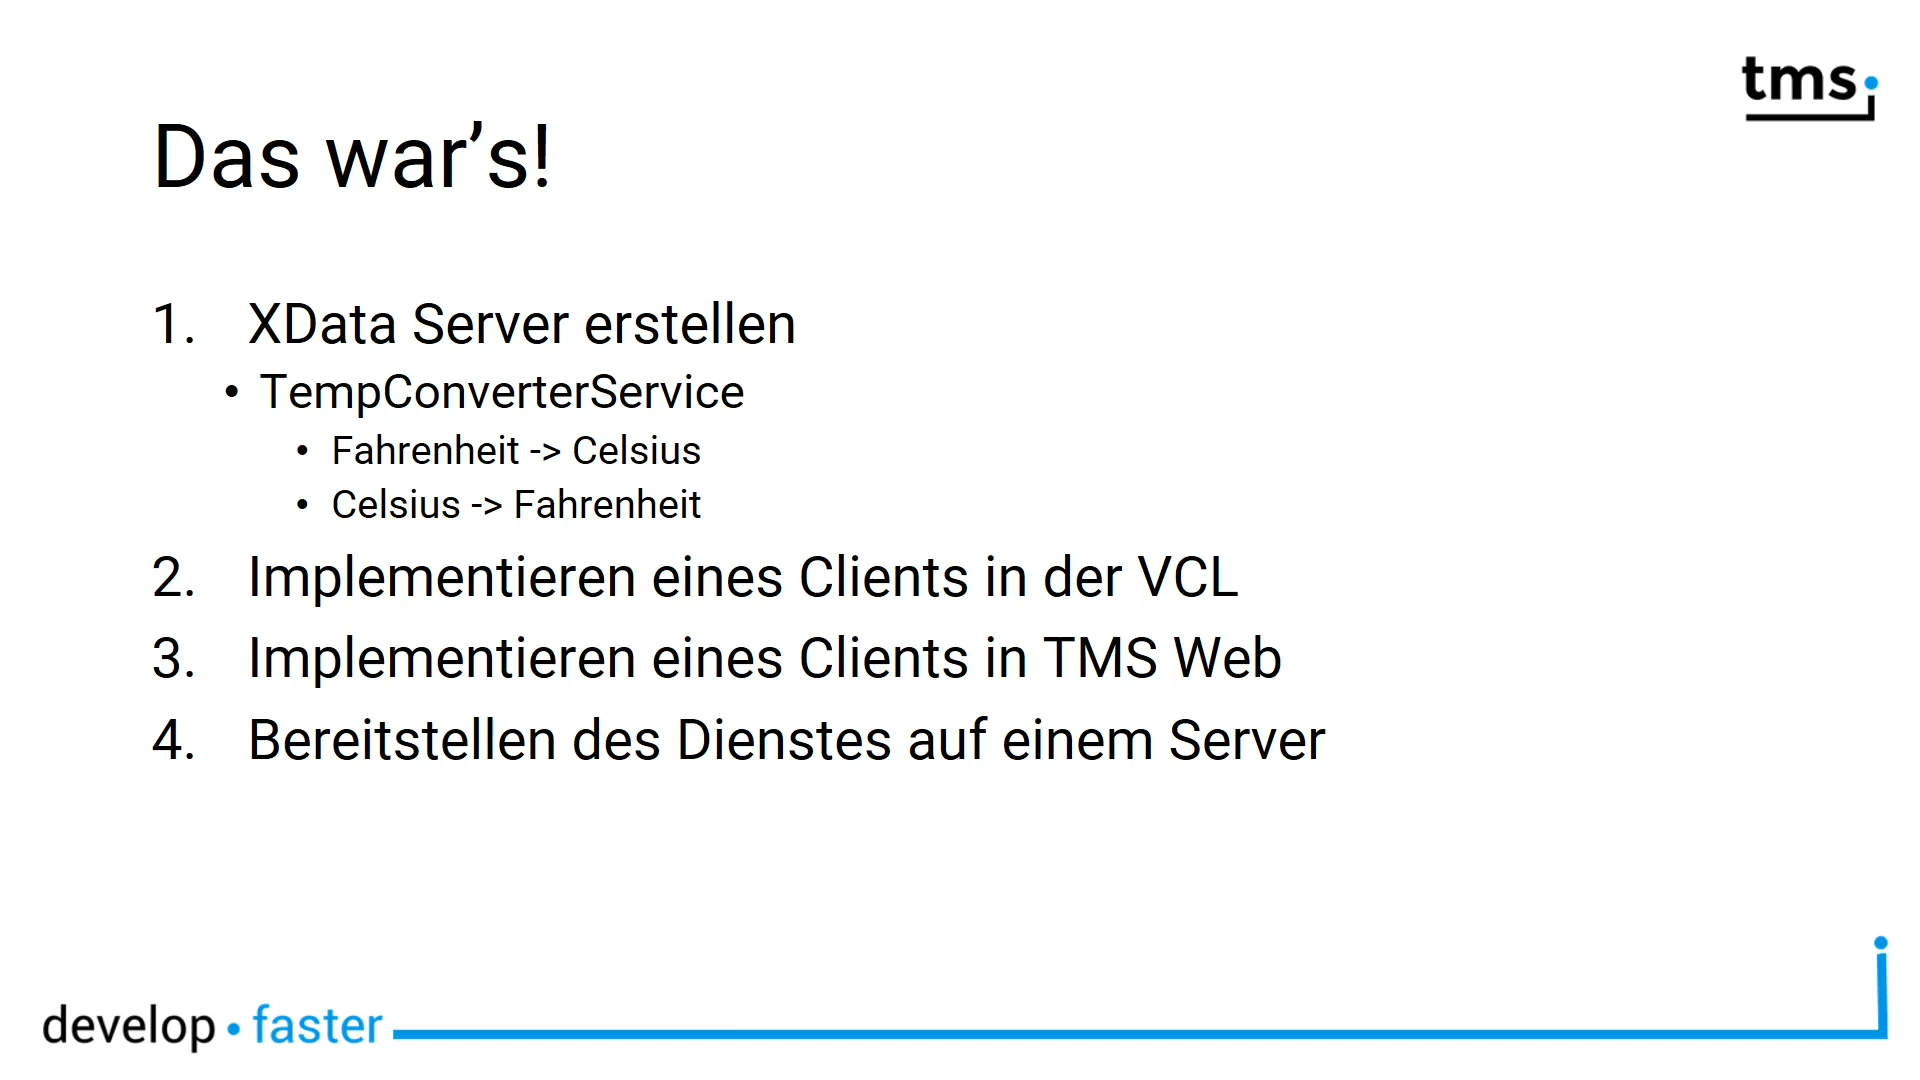 tms
Das war’s!
1. XData Server erstellen
• TempConverterService
• Fahrenheit -> Celsius
• Celsius -> Fahrenheit
2. Implementieren eines Clients in der VCL
3. Implementieren eines Clients in TMS Web
4. Bereitstellen des Dienstes auf einem Server
develop • faster